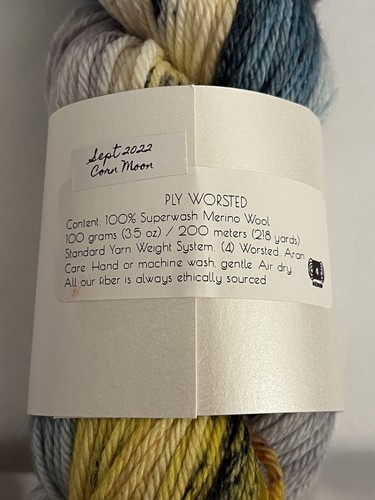 Sept 2022
Corn Moon
PLY WORSTED
Content: 100% Superwash Merino Wool
100 grams (3.5 oz) / 200 meters (218 yards)
Standard Yarn Weight System: (4) Worsted, Aran
Care: Hand or machine wash, gentle. Air dry.
All our fiber is always ethically sourced